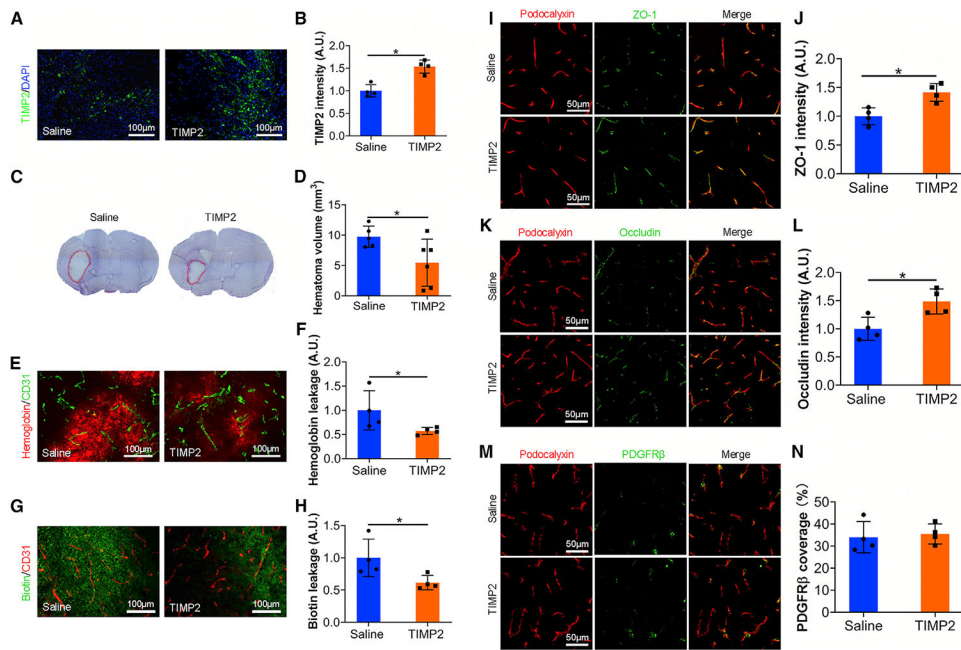 A
TIMP2/DAPI
Saline
100µm
TIMP2
100µm
B
TIMP2 intensity (A.U.)
2.0
1.5
1.0
0.5
0.0
*
Saline
TIMP2
C
Saline
TIMP2
D
Hematoma volume (mm³)
20
15
10
5
0
*
Saline
TIMP2
E
Hemoglobin/CD31
Saline
100µm
TIMP2
100µm
F
Hemoglobin leakage (A.U.)
2.0
1.5
1.0
0.5
0.0
*
Saline
TIMP2
G
Biotin/CD31
Saline
100µm
TIMP2
100µm
H
Biotin leakage (A.U.)
2.0
1.5
1.0
0.5
0.0
*
Saline
TIMP2
I
Podocalyxin
ZO-1
Merge
Saline
50µm
TIMP2
50µm
J
ZO-1 intensity (A.U.)
2.0
1.5
1.0
0.5
0.0
*
Saline
TIMP2
K
Podocalyxin
Occludin
Merge
Saline
50µm
TIMP2
50µm
L
Occludin intensity (A.U.)
2.0
1.5
1.0
0.5
0.0
*
Saline
TIMP2
M
Podocalyxin
PDGFRβ
Merge
Saline
50µm
TIMP2
50µm
N
PDGFRβ coverage (%)
50
40
30
20
10
0
Saline
TIMP2